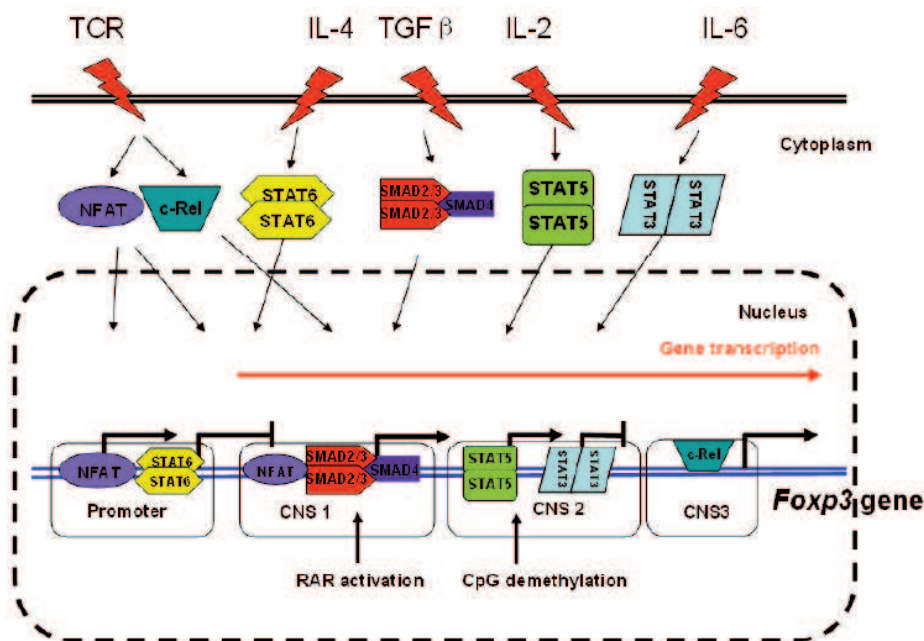 TCR IL-4 TGF β IL-2 IL-6
Cytoplasm
NFAT c-Rel STAT6 STAT6 SMAD2/3 SMAD2/3 SMAD4 STAT5 STAT5 STAT3 STAT3
Nucleus
Gene transcription
NFAT STAT6 STAT6 NFAT SMAD2/3 SMAD2/3 SMAD4 STAT5 STAT5 STAT3 STAT3 c-Rel
Promoter CNS 1 CNS 2 CNS3
Foxp3 gene
RAR activation CpG demethylation